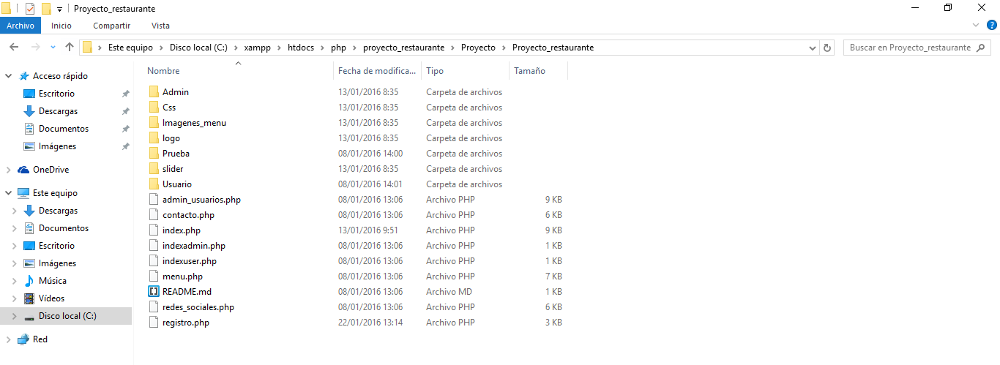 Proyecto_restaurante
Archivo Inicio Compartir Vista
Este equipo Disco local (C:) xampp htdocs php proyecto_restaurante Proyecto Proyecto_restaurante Buscar en Proyecto_restaurante
Nombre Fecha de modifica... Tipo Tamaño
Acceso rápido
Escritorio
Descargas
Documentos
Imágenes
OneDrive
Este equipo
Descargas
Documentos
Escritorio
Imágenes
Música
Vídeos
Disco local (C:)
Red
Admin 13/01/2016 8:35 Carpeta de archivos
Css 13/01/2016 8:35 Carpeta de archivos
Imagenes_menu 13/01/2016 8:35 Carpeta de archivos
logo 13/01/2016 8:35 Carpeta de archivos
Prueba 08/01/2016 14:00 Carpeta de archivos
slider 13/01/2016 8:35 Carpeta de archivos
Usuario 08/01/2016 14:01 Carpeta de archivos
admin_usuarios.php 08/01/2016 13:06 Archivo PHP 9 KB
contacto.php 08/01/2016 13:06 Archivo PHP 6 KB
index.php 13/01/2016 9:51 Archivo PHP 9 KB
indexadmin.php 08/01/2016 13:06 Archivo PHP 1 KB
indexuser.php 08/01/2016 13:06 Archivo PHP 1 KB
menu.php 08/01/2016 13:06 Archivo PHP 7 KB
README.md 08/01/2016 13:06 Archivo MD 1 KB
redes_sociales.php 08/01/2016 13:06 Archivo PHP 6 KB
registro.php 22/01/2016 13:14 Archivo PHP 3 KB